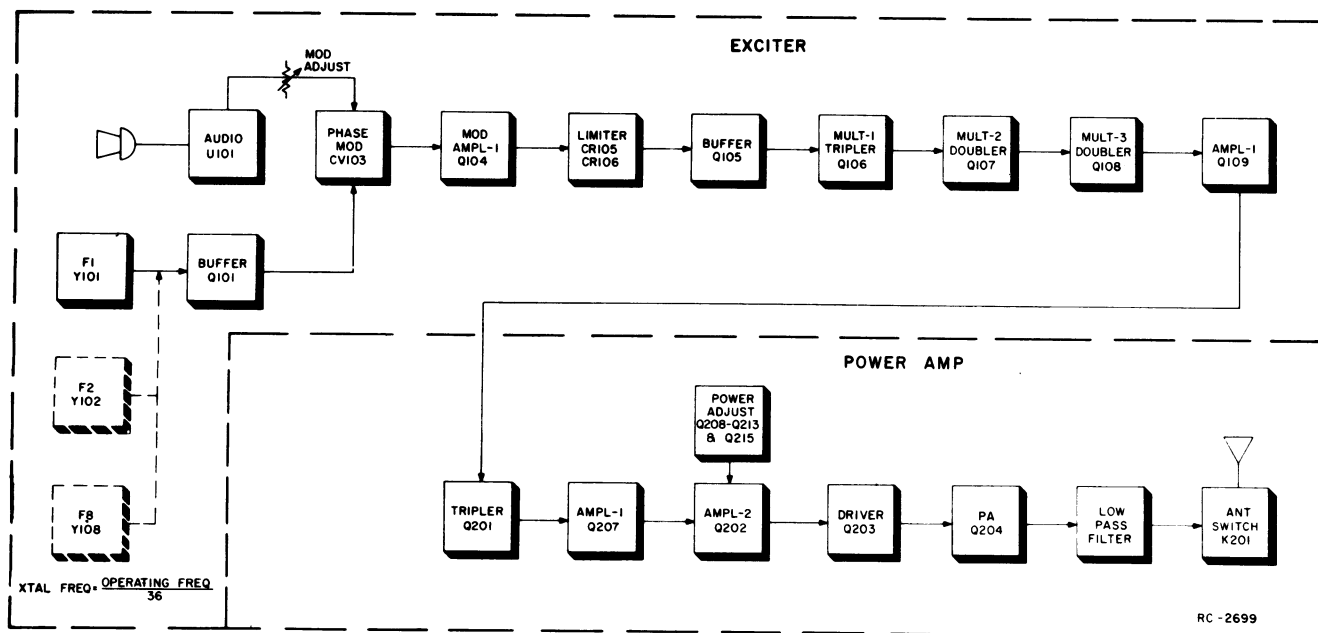 EXCITER
MOD
ADJUST
AUDIO
U101
PHASE
MOD
CV103
MOD
AMPL-1
Q104
LIMITER
CR105
CR106
BUFFER
Q105
MULT-1
TRIPLER
Q106
MULT-2
DOUBLER
Q107
MULT-3
DOUBLER
Q108
AMPL-1
Q109
F1
Y101
BUFFER
Q101
F2
Y102
F8
Y108
XTAL FREQ= OPERATING FREQ
36
POWER AMP
POWER
ADJUST
Q208-Q213
& Q215
TRIPLER
Q201
AMPL-1
Q207
AMPL-2
Q202
DRIVER
Q203
PA
Q204
LOW
PASS
FILTER
ANT
SWITCH
K201
RC-2699